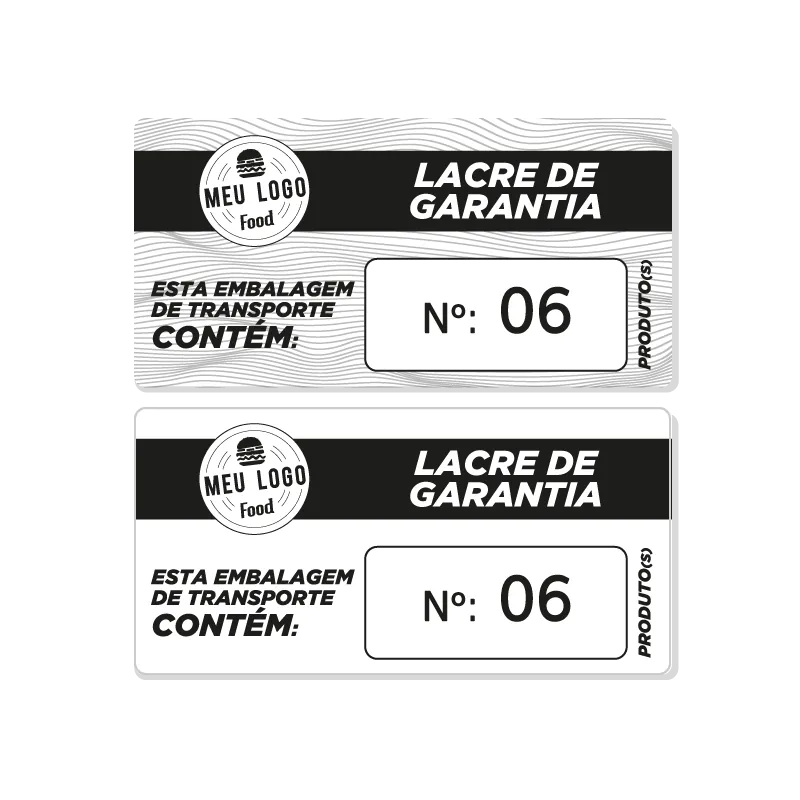 MEU LOGO
Food
LACRE DE
GARANTIA
ESTA EMBALAGEM
DE TRANSPORTE
CONTÉM:
Nº: 06
PRODUTO(S)
MEU LOGO
Food
LACRE DE
GARANTIA
ESTA EMBALAGEM
DE TRANSPORTE
CONTÉM:
Nº: 06
PRODUTO(S)